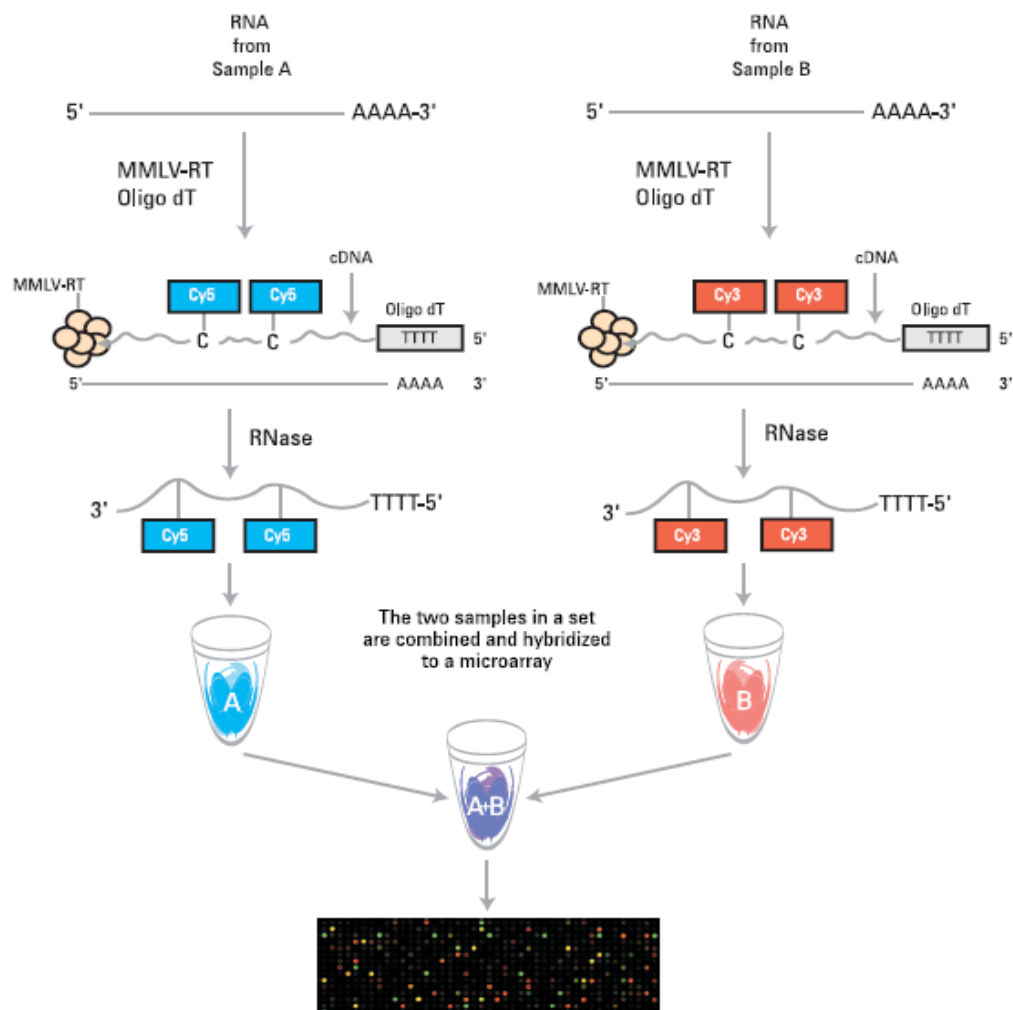 RNA
from
Sample A
RNA
from
Sample B
5' AAAA-3'
5' AAAA-3'
MMLV-RT
Oligo dT
MMLV-RT
Oligo dT
cDNA
cDNA
MMLV-RT
Cy5 Cy5
Oligo dT
C C TTTT 5'
5' AAAA 3'
MMLV-RT
Cy3 Cy3
Oligo dT
C C TTTT 5'
5' AAAA 3'
RNase
RNase
3' TTTT-5'
Cy5 Cy5
3' TTTT-5'
Cy3 Cy3
The two samples in a set
are combined and hybridized
to a microarray
A
B
A+B